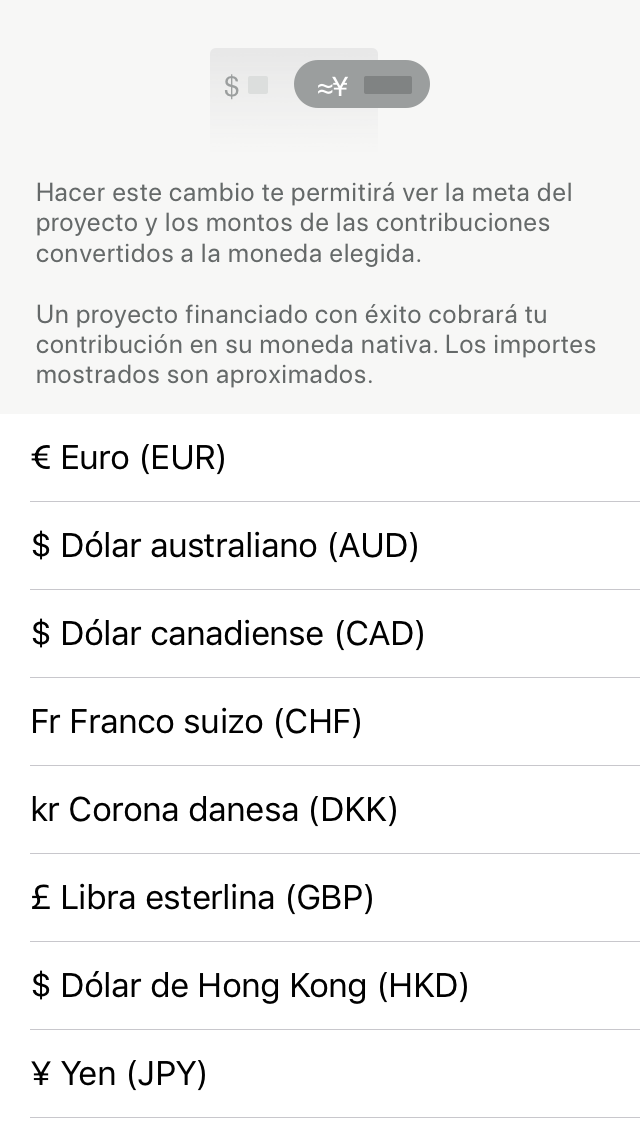 $ ≈¥
Hacer este cambio te permitirá ver la meta del
proyecto y los montos de las contribuciones
convertidos a la moneda elegida.
Un proyecto financiado con éxito cobrará tu
contribución en su moneda nativa. Los importes
mostrados son aproximados.
€ Euro (EUR)
$ Dólar australiano (AUD)
$ Dólar canadiense (CAD)
Fr Franco suizo (CHF)
kr Corona danesa (DKK)
£ Libra esterlina (GBP)
$ Dólar de Hong Kong (HKD)
¥ Yen (JPY)